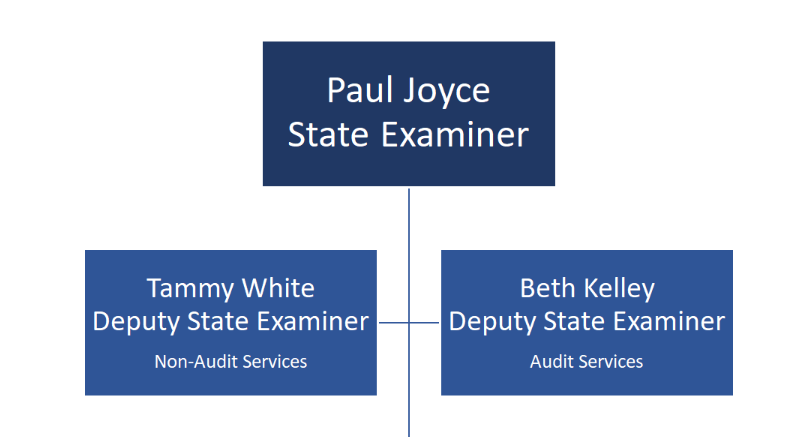 Paul Joyce
State Examiner
Tammy White
Deputy State Examiner
Non-Audit Services
Beth Kelley
Deputy State Examiner
Audit Services